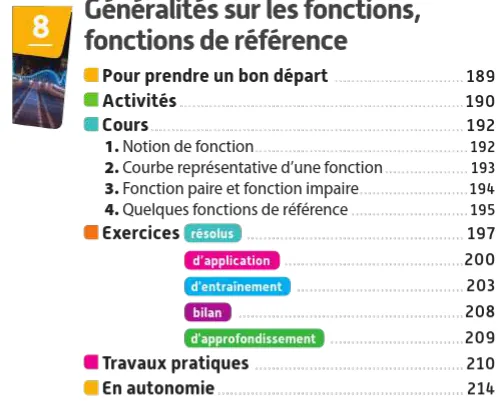 8
Généralités sur les fonctions,
fonctions de référence
Pour prendre un bon départ 189
Activités 190
Cours 192
1. Notion de fonction 192
2. Courbe représentative d'une fonction 193
3. Fonction paire et fonction impaire 194
4. Quelques fonctions de référence 195
Exercices résolus 197
d'application 200
d'entraînement 203
bilan 208
d'approfondissement 209
Travaux pratiques 210
En autonomie 214